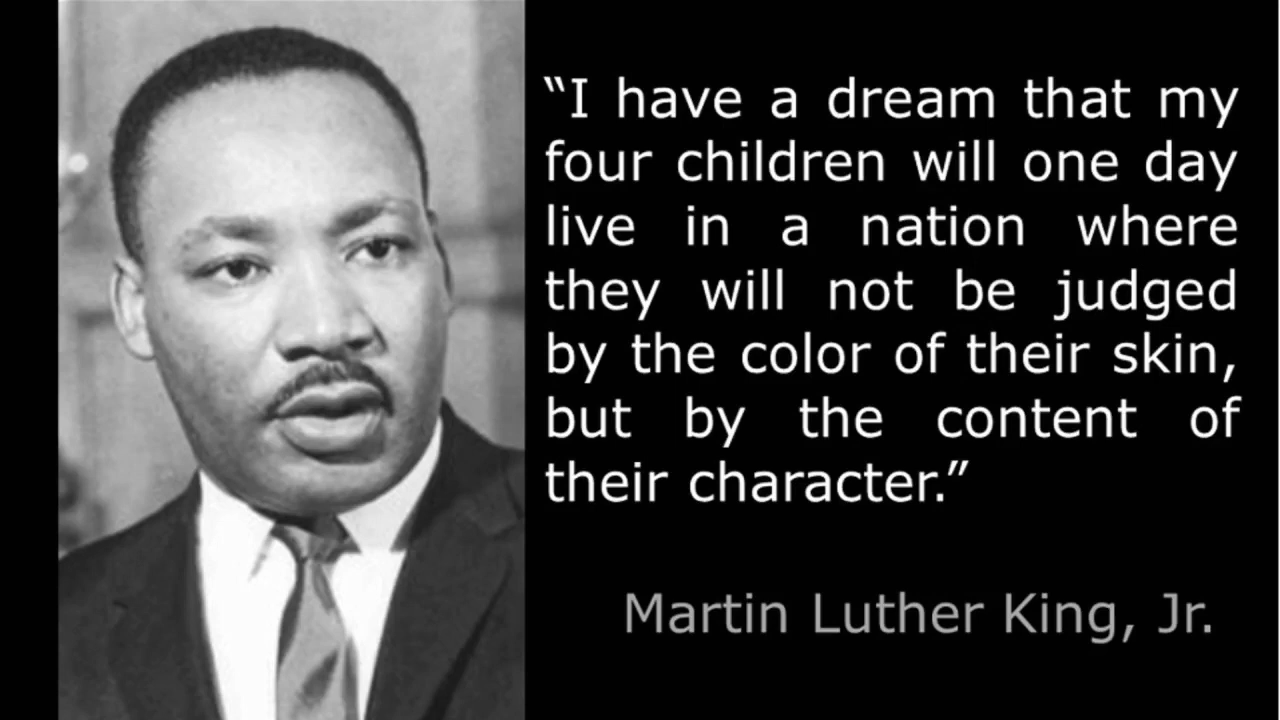 “I have a dream that my
four children will one day
live in a nation where
they will not be judged
by the color of their skin,
but by the content of
their character.”
Martin Luther King, Jr.